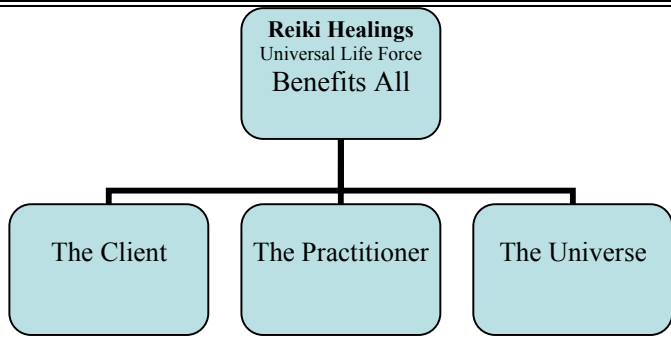 Reiki Healings
Universal Life Force
Benefits All
The Client
The Practitioner
The Universe